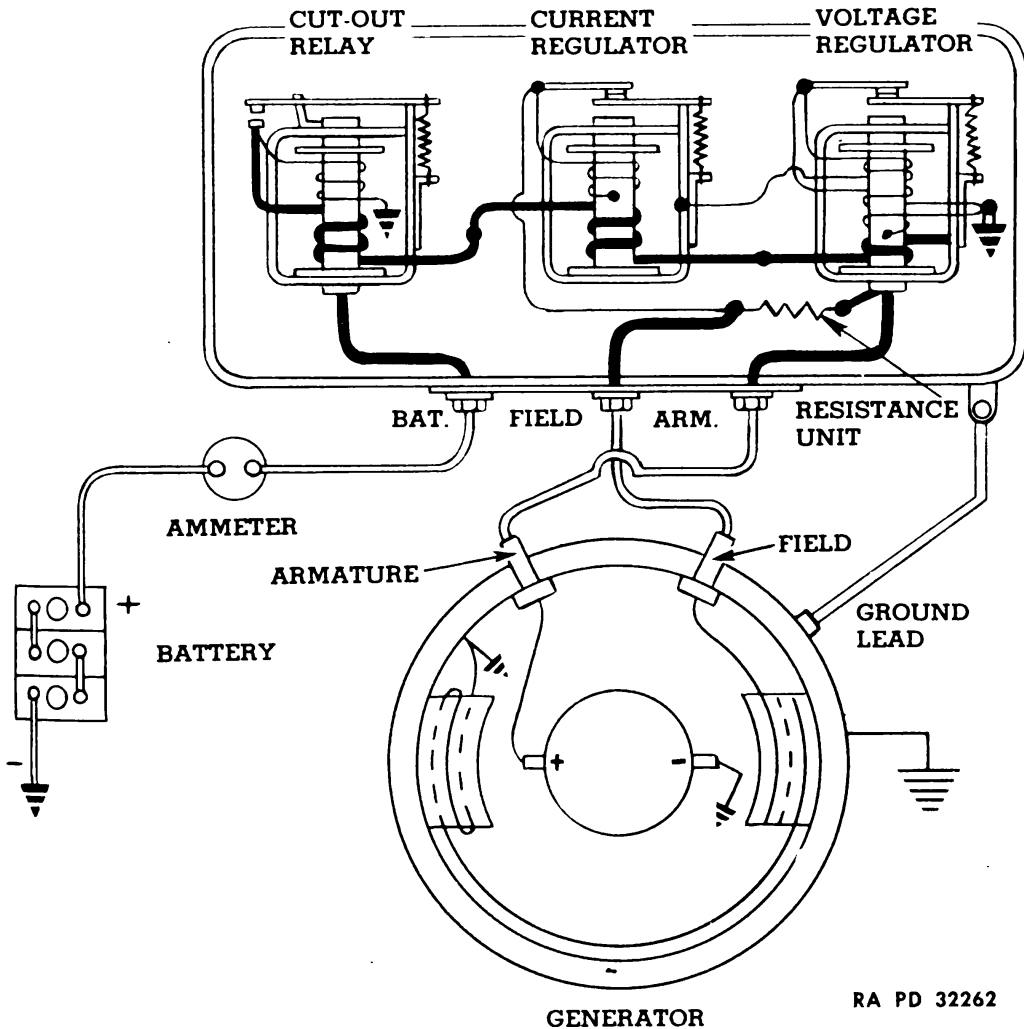 CUT-OUT
RELAY
CURRENT
REGULATOR
VOLTAGE
REGULATOR
BAT.
FIELD
ARM.
RESISTANCE
UNIT
AMMETER
ARMATURE
FIELD
+
BATTERY
-
GROUND
LEAD
+
-
GENERATOR
RA PD 32262